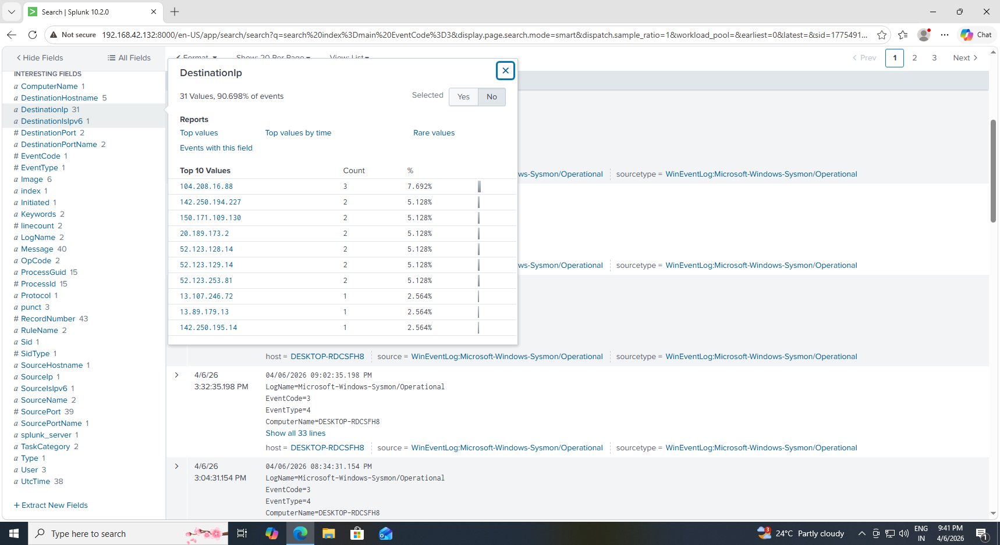 Search | Splunk 10.2.0
Not secure 192.168.42.132:8000/en-US/app/search/search?q=search%20index%3Dmain%20EventCode%3D3&display.page.search.mode=smart&dispatch.sample_ratio=1&workload_pool=&earliest=0&latest=&sid=1775491...
Chat
Hide Fields All Fields
Format Show: 20 Per Page View: List
Prev 1 2 3 Next
INTERESTING FIELDS
a ComputerName 1
a DestinationHostname 5
a DestinationIp 31
a DestinationIsIpv6 1
# DestinationPort 2
a DestinationPortName 2
# EventCode 1
# EventType 1
a Image 6
a index 1
a Initiated 1
a Keywords 2
# linecount 2
a LogName 2
a Message 40
a OpCode 2
a ProcessGuid 15
# ProcessId 15
a Protocol 1
a punct 3
# RecordNumber 43
a RuleName 2
a Sid 1
# SidType 1
a SourceHostname 1
a SourceIp 1
a SourceIsIpv6 1
a SourceName 2
# SourcePort 39
a SourcePortName 1
a splunk_server 1
a TaskCategory 2
a Type 1
a User 3
a UtcTime 38
+ Extract New Fields
DestinationIp
31 Values, 90.698% of events
Selected Yes No
Reports
Top values Top values by time Rare values
Events with this field
Top 10 Values Count %
104.208.16.88 3 7.692%
142.250.194.227 2 5.128%
150.171.109.130 2 5.128%
20.189.173.2 2 5.128%
52.123.128.14 2 5.128%
52.123.129.14 2 5.128%
52.123.253.81 2 5.128%
13.107.246.72 1 2.564%
13.89.179.13 1 2.564%
142.250.195.14 1 2.564%
ws-Sysmon/Operational sourcetype = WinEventLog:Microsoft-Windows-Sysmon/Operational
ws-Sysmon/Operational sourcetype = WinEventLog:Microsoft-Windows-Sysmon/Operational
host = DESKTOP-RDCSFH8 source = WinEventLog:Microsoft-Windows-Sysmon/Operational sourcetype = WinEventLog:Microsoft-Windows-Sysmon/Operational
4/6/26
3:32:35.198 PM
04/06/2026 09:02:35.198 PM
LogName=Microsoft-Windows-Sysmon/Operational
EventCode=3
EventType=4
ComputerName=DESKTOP-RDCSFH8
Show all 33 lines
host = DESKTOP-RDCSFH8 source = WinEventLog:Microsoft-Windows-Sysmon/Operational sourcetype = WinEventLog:Microsoft-Windows-Sysmon/Operational
4/6/26
3:04:31.154 PM
04/06/2026 08:34:31.154 PM
LogName=Microsoft-Windows-Sysmon/Operational
EventCode=3
EventType=4
ComputerName=DESKTOP-RDCSFH8
Type here to search
3
24°C Partly cloudy
ENG
IN
9:41 PM
4/6/2026
1